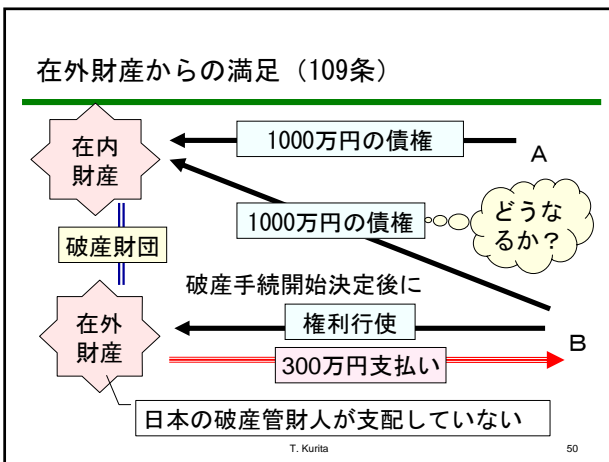 在外財産からの満足（109条）
在内
財産
1000万円の債権
A
1000万円の債権
どうな
るか？
破産財団
破産手続開始決定後に
在外
財産
権利行使
B
300万円支払い
日本の破産管財人が支配していない
T. Kurita
50